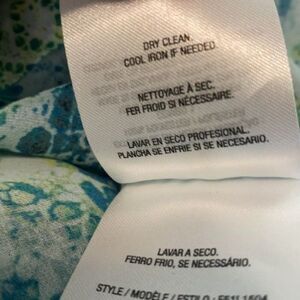 DRY CLEAN.
COOL IRON IF NEEDED.
NETTOYAGE À SEC.
FER FROID SI NÉCESSAIRE.
LAVAR EN SECO PROFESIONAL.
PLANCHA SE ENFRIE SI SE NECESARIO.
LAVAR A SECO.
FERRO FRIO, SE NECESSÁRIO.
STYLE / MODÈLE / ESTILO :